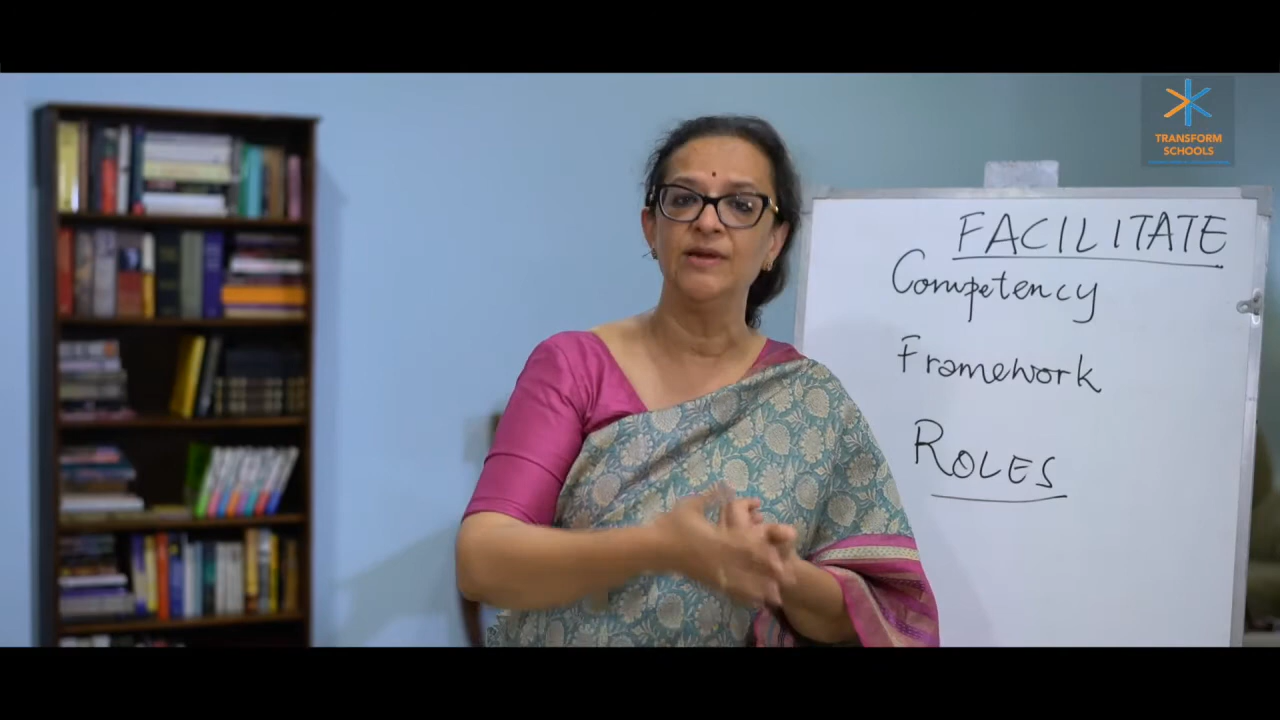 TRANSFORM
SCHOOLS
FACILITATE
Competency
Framework
ROLES